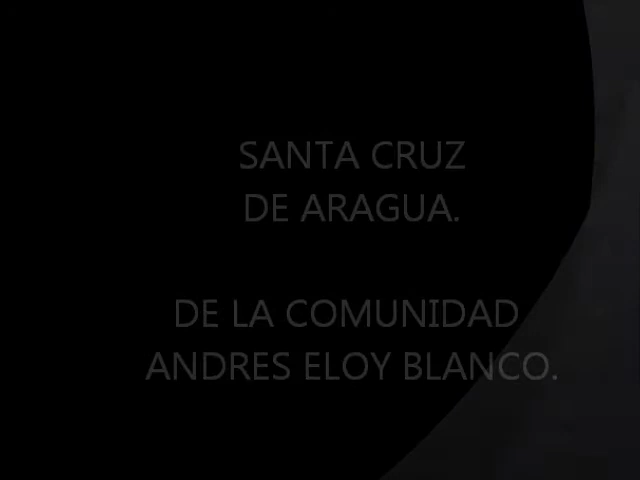 SANTA CRUZ
DE ARAGUA.
DE LA COMUNIDAD
ANDRES ELOY BLANCO.